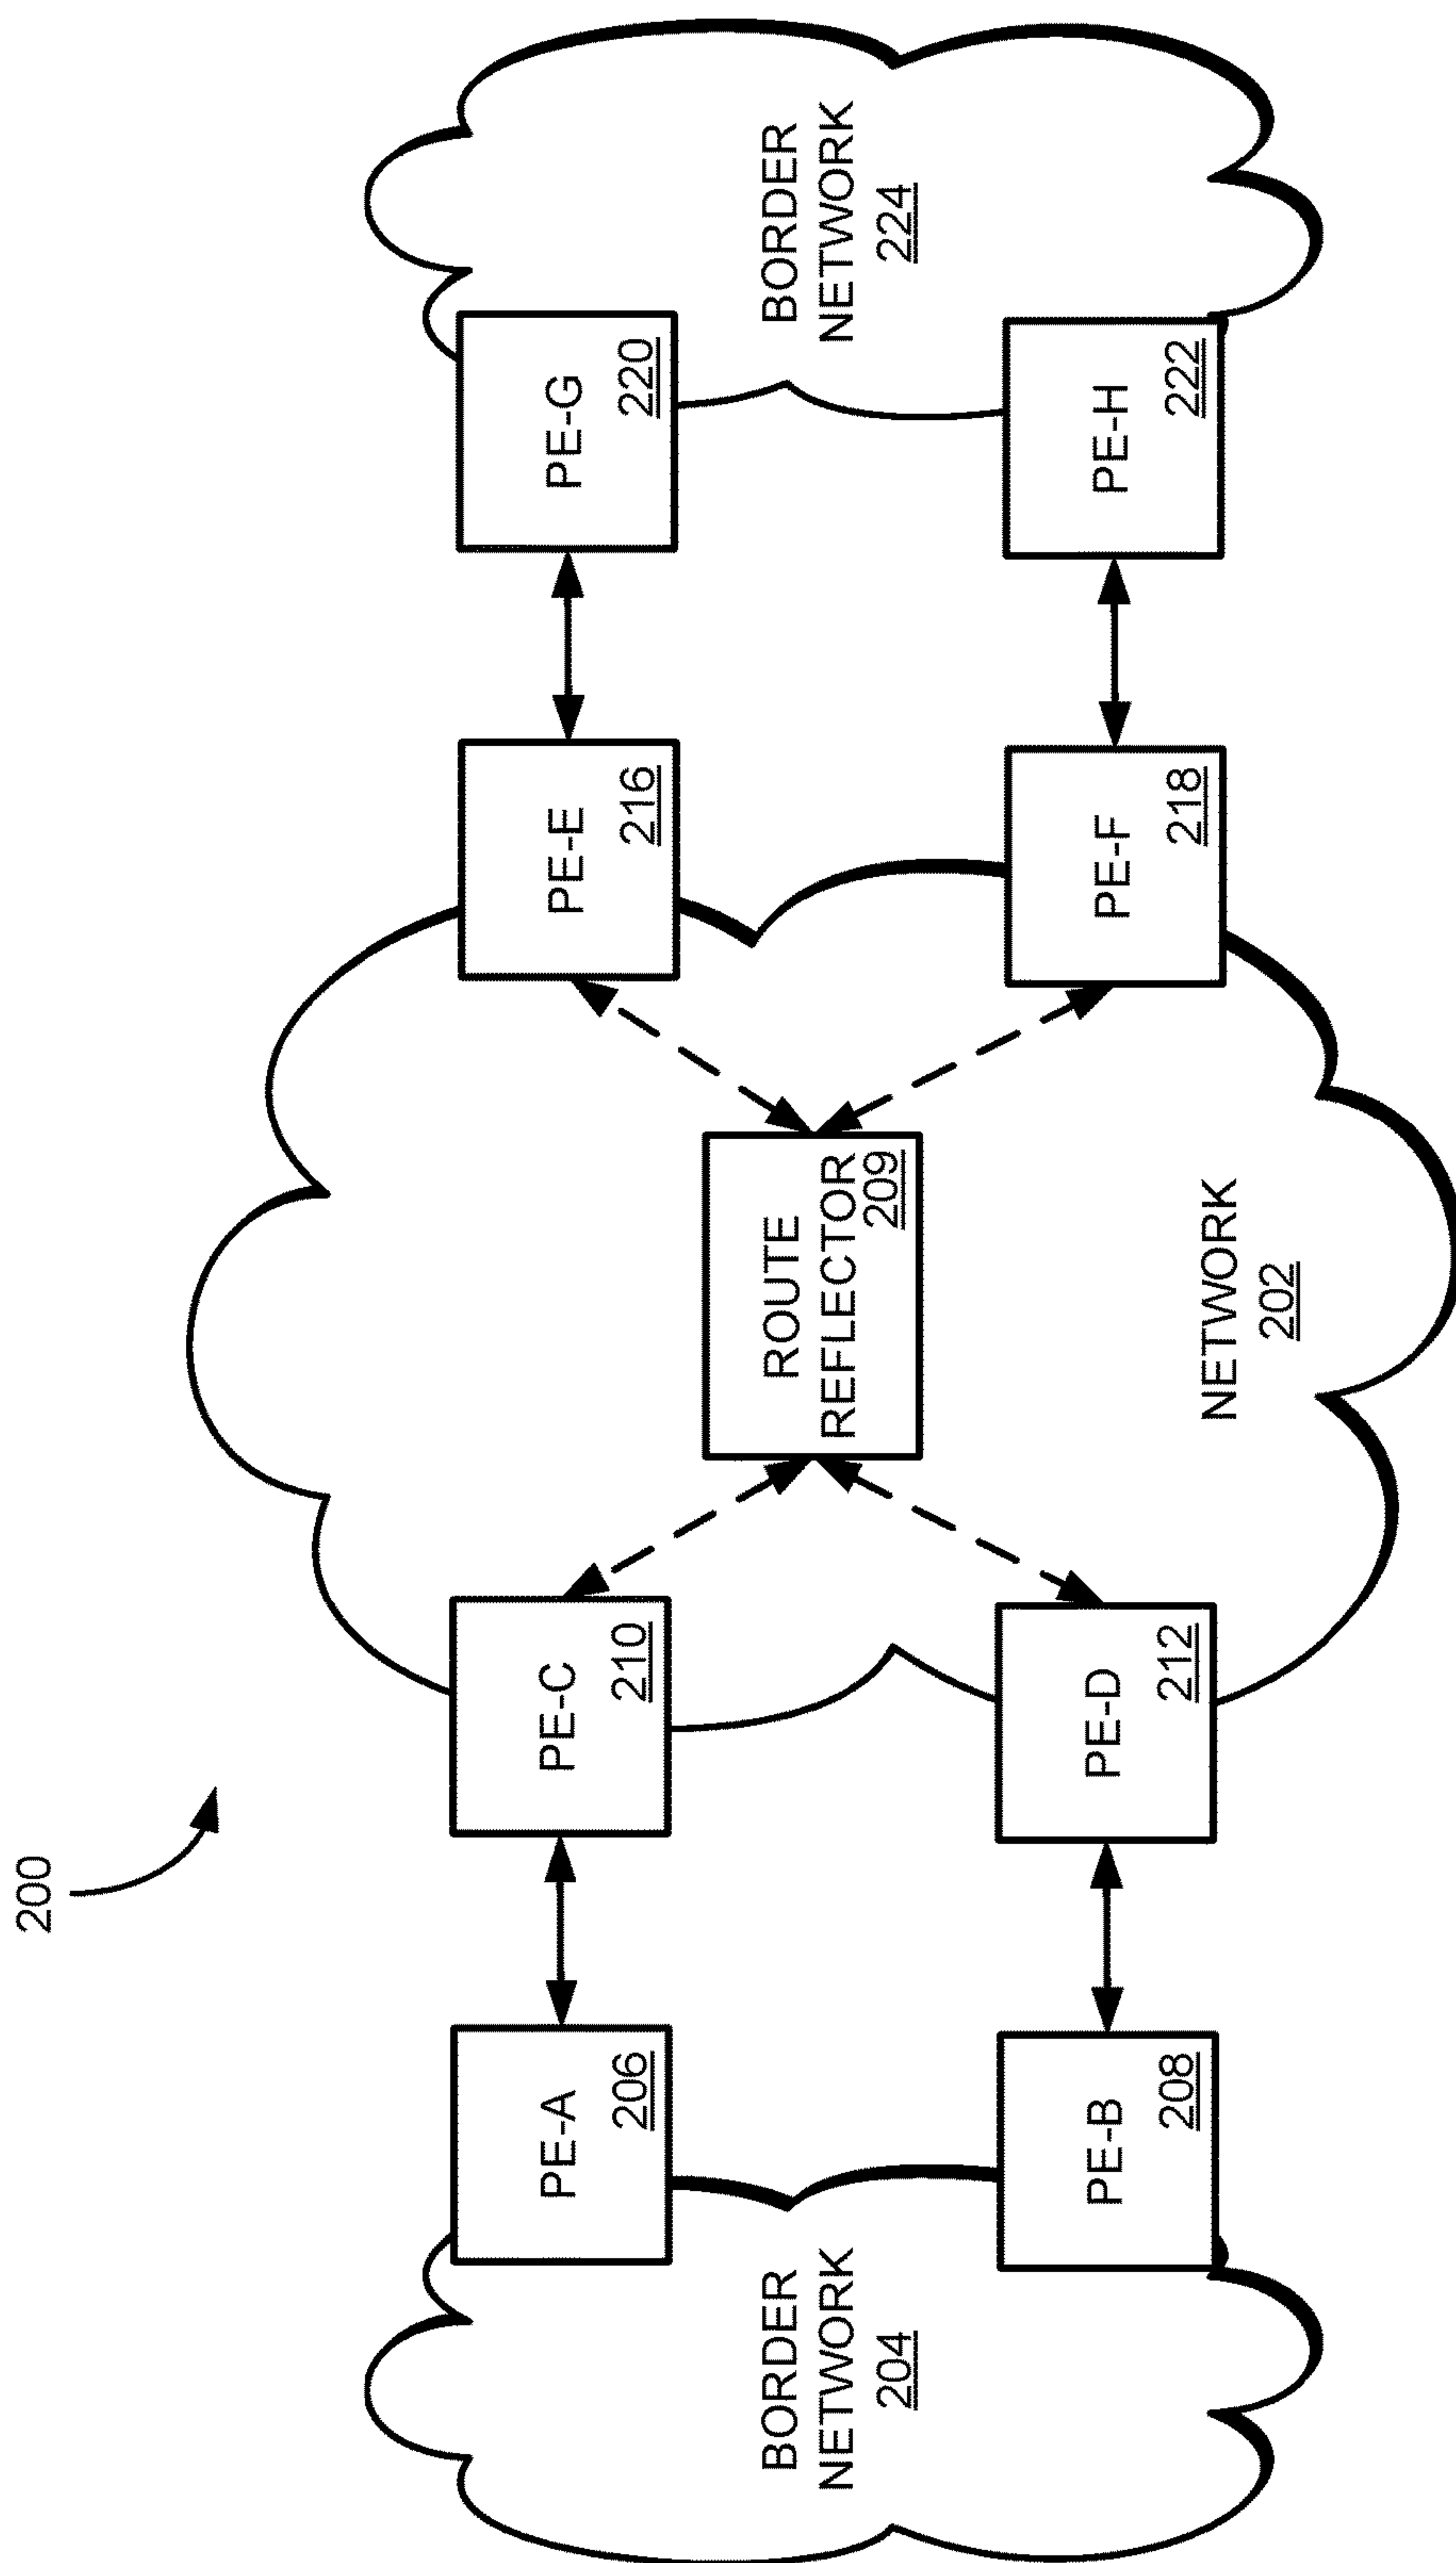 200
PE-A
206
PE-C
210
PE-E
216
PE-G
220
BORDER
NETWORK
204
ROUTE
REFLECTOR
209
BORDER
NETWORK
224
PE-B
208
PE-D
212
PE-F
218
PE-H
222
NETWORK
202